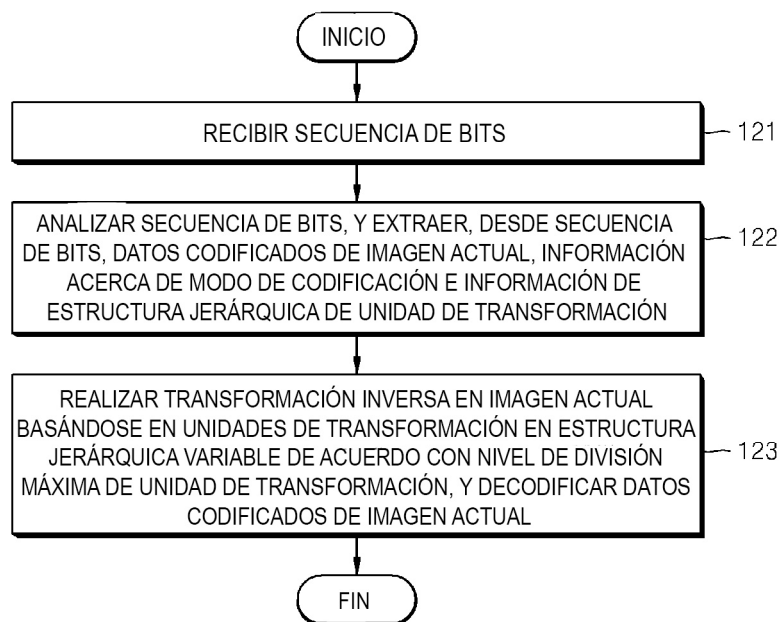 INICIO
RECIBIR SECUENCIA DE BITS
121
ANALIZAR SECUENCIA DE BITS, Y EXTRAER, DESDE SECUENCIA
DE BITS, DATOS CODIFICADOS DE IMAGEN ACTUAL, INFORMACIÓN
ACERCA DE MODO DE CODIFICACIÓN E INFORMACIÓN DE
ESTRUCTURA JERÁRQUICA DE UNIDAD DE TRANSFORMACIÓN
122
REALIZAR TRANSFORMACIÓN INVERSA EN IMAGEN ACTUAL
BASÁNDOSE EN UNIDADES DE TRANSFORMACIÓN EN ESTRUCTURA
JERÁRQUICA VARIABLE DE ACUERDO CON NIVEL DE DIVISIÓN
MÁXIMA DE UNIDAD DE TRANSFORMACIÓN, Y DECODIFICAR DATOS
CODIFICADOS DE IMAGEN ACTUAL
123
FIN